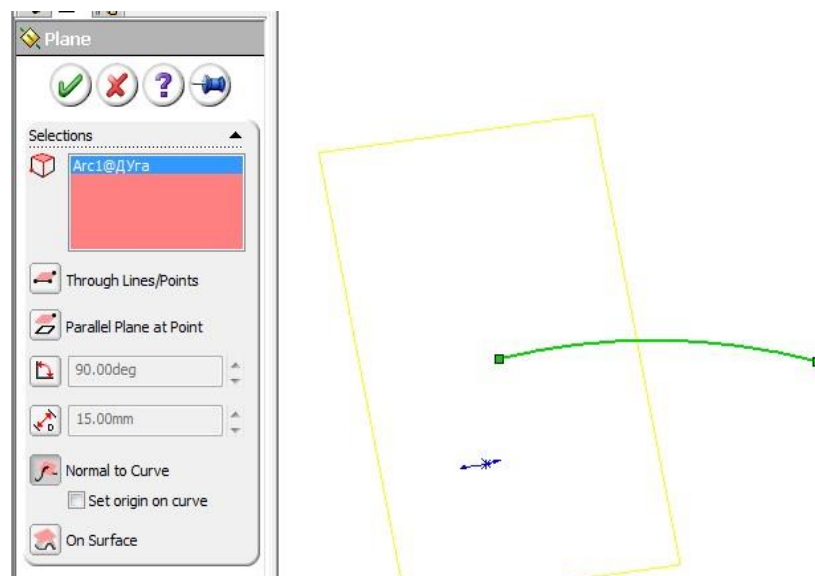 Plane
Selections
Arc1@ДУга
Through Lines/Points
Parallel Plane at Point
90.00deg
15.00mm
Normal to Curve
Set origin on curve
On Surface